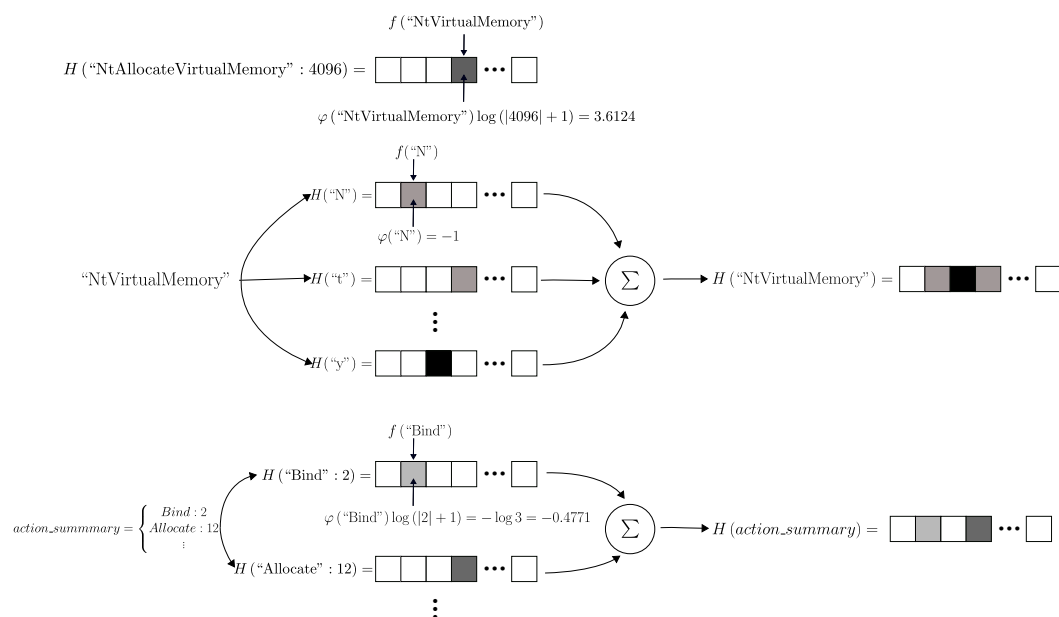 f (“NtVirtualMemory”)
H (“NtAllocateVirtualMemory” : 4096) =
φ (“NtVirtualMemory”) log (|4096| + 1) = 3.6124
f(“N”)
H(“N”) =
φ(“N”) = −1
“NtVirtualMemory”
H(“t”) =
∑
H (“NtVirtualMemory”) =
H(“y”) =
f (“Bind”)
H (“Bind” : 2) =
φ (“Bind”) log (|2| + 1) = − log 3 = −0.4771
action_summmary = { Bind : 2
Allocate : 12
⋮
∑
H (action_summary) =
H (“Allocate” : 12) =